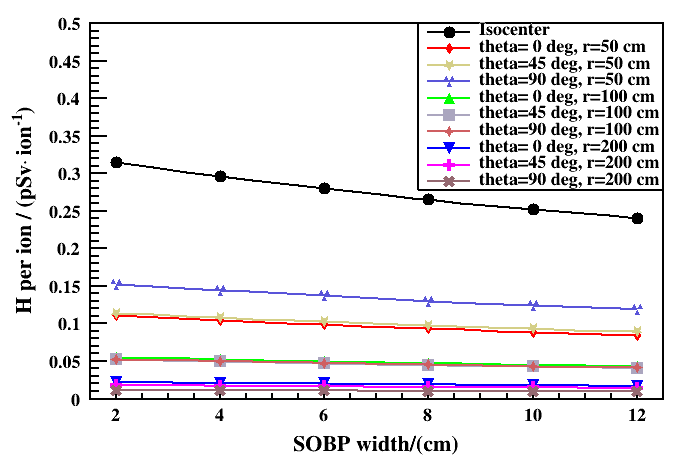 0.5
0.45
0.4
0.35
0.3
0.25
0.2
0.15
0.1
0.05
0
H per ion / (pSv· ion⁻¹)
Isocenter
theta= 0 deg, r=50 cm
theta=45 deg, r=50 cm
theta=90 deg, r=50 cm
theta= 0 deg, r=100 cm
theta=45 deg, r=100 cm
theta=90 deg, r=100 cm
theta= 0 deg, r=200 cm
theta=45 deg, r=200 cm
theta=90 deg, r=200 cm
2 4 6 8 10 12
SOBP width/(cm)